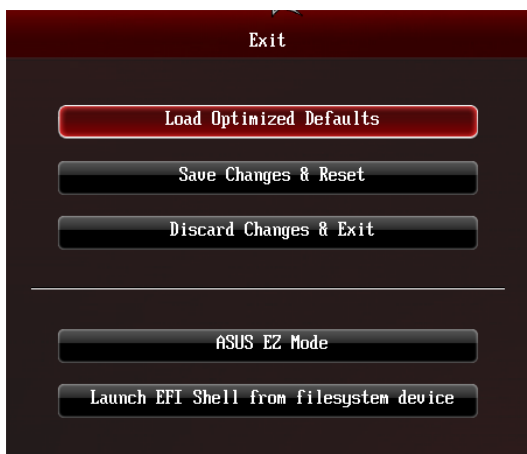 Exit
Load Optimized Defaults
Save Changes & Reset
Discard Changes & Exit
ASUS EZ Mode
Launch EFI Shell from filesystem device